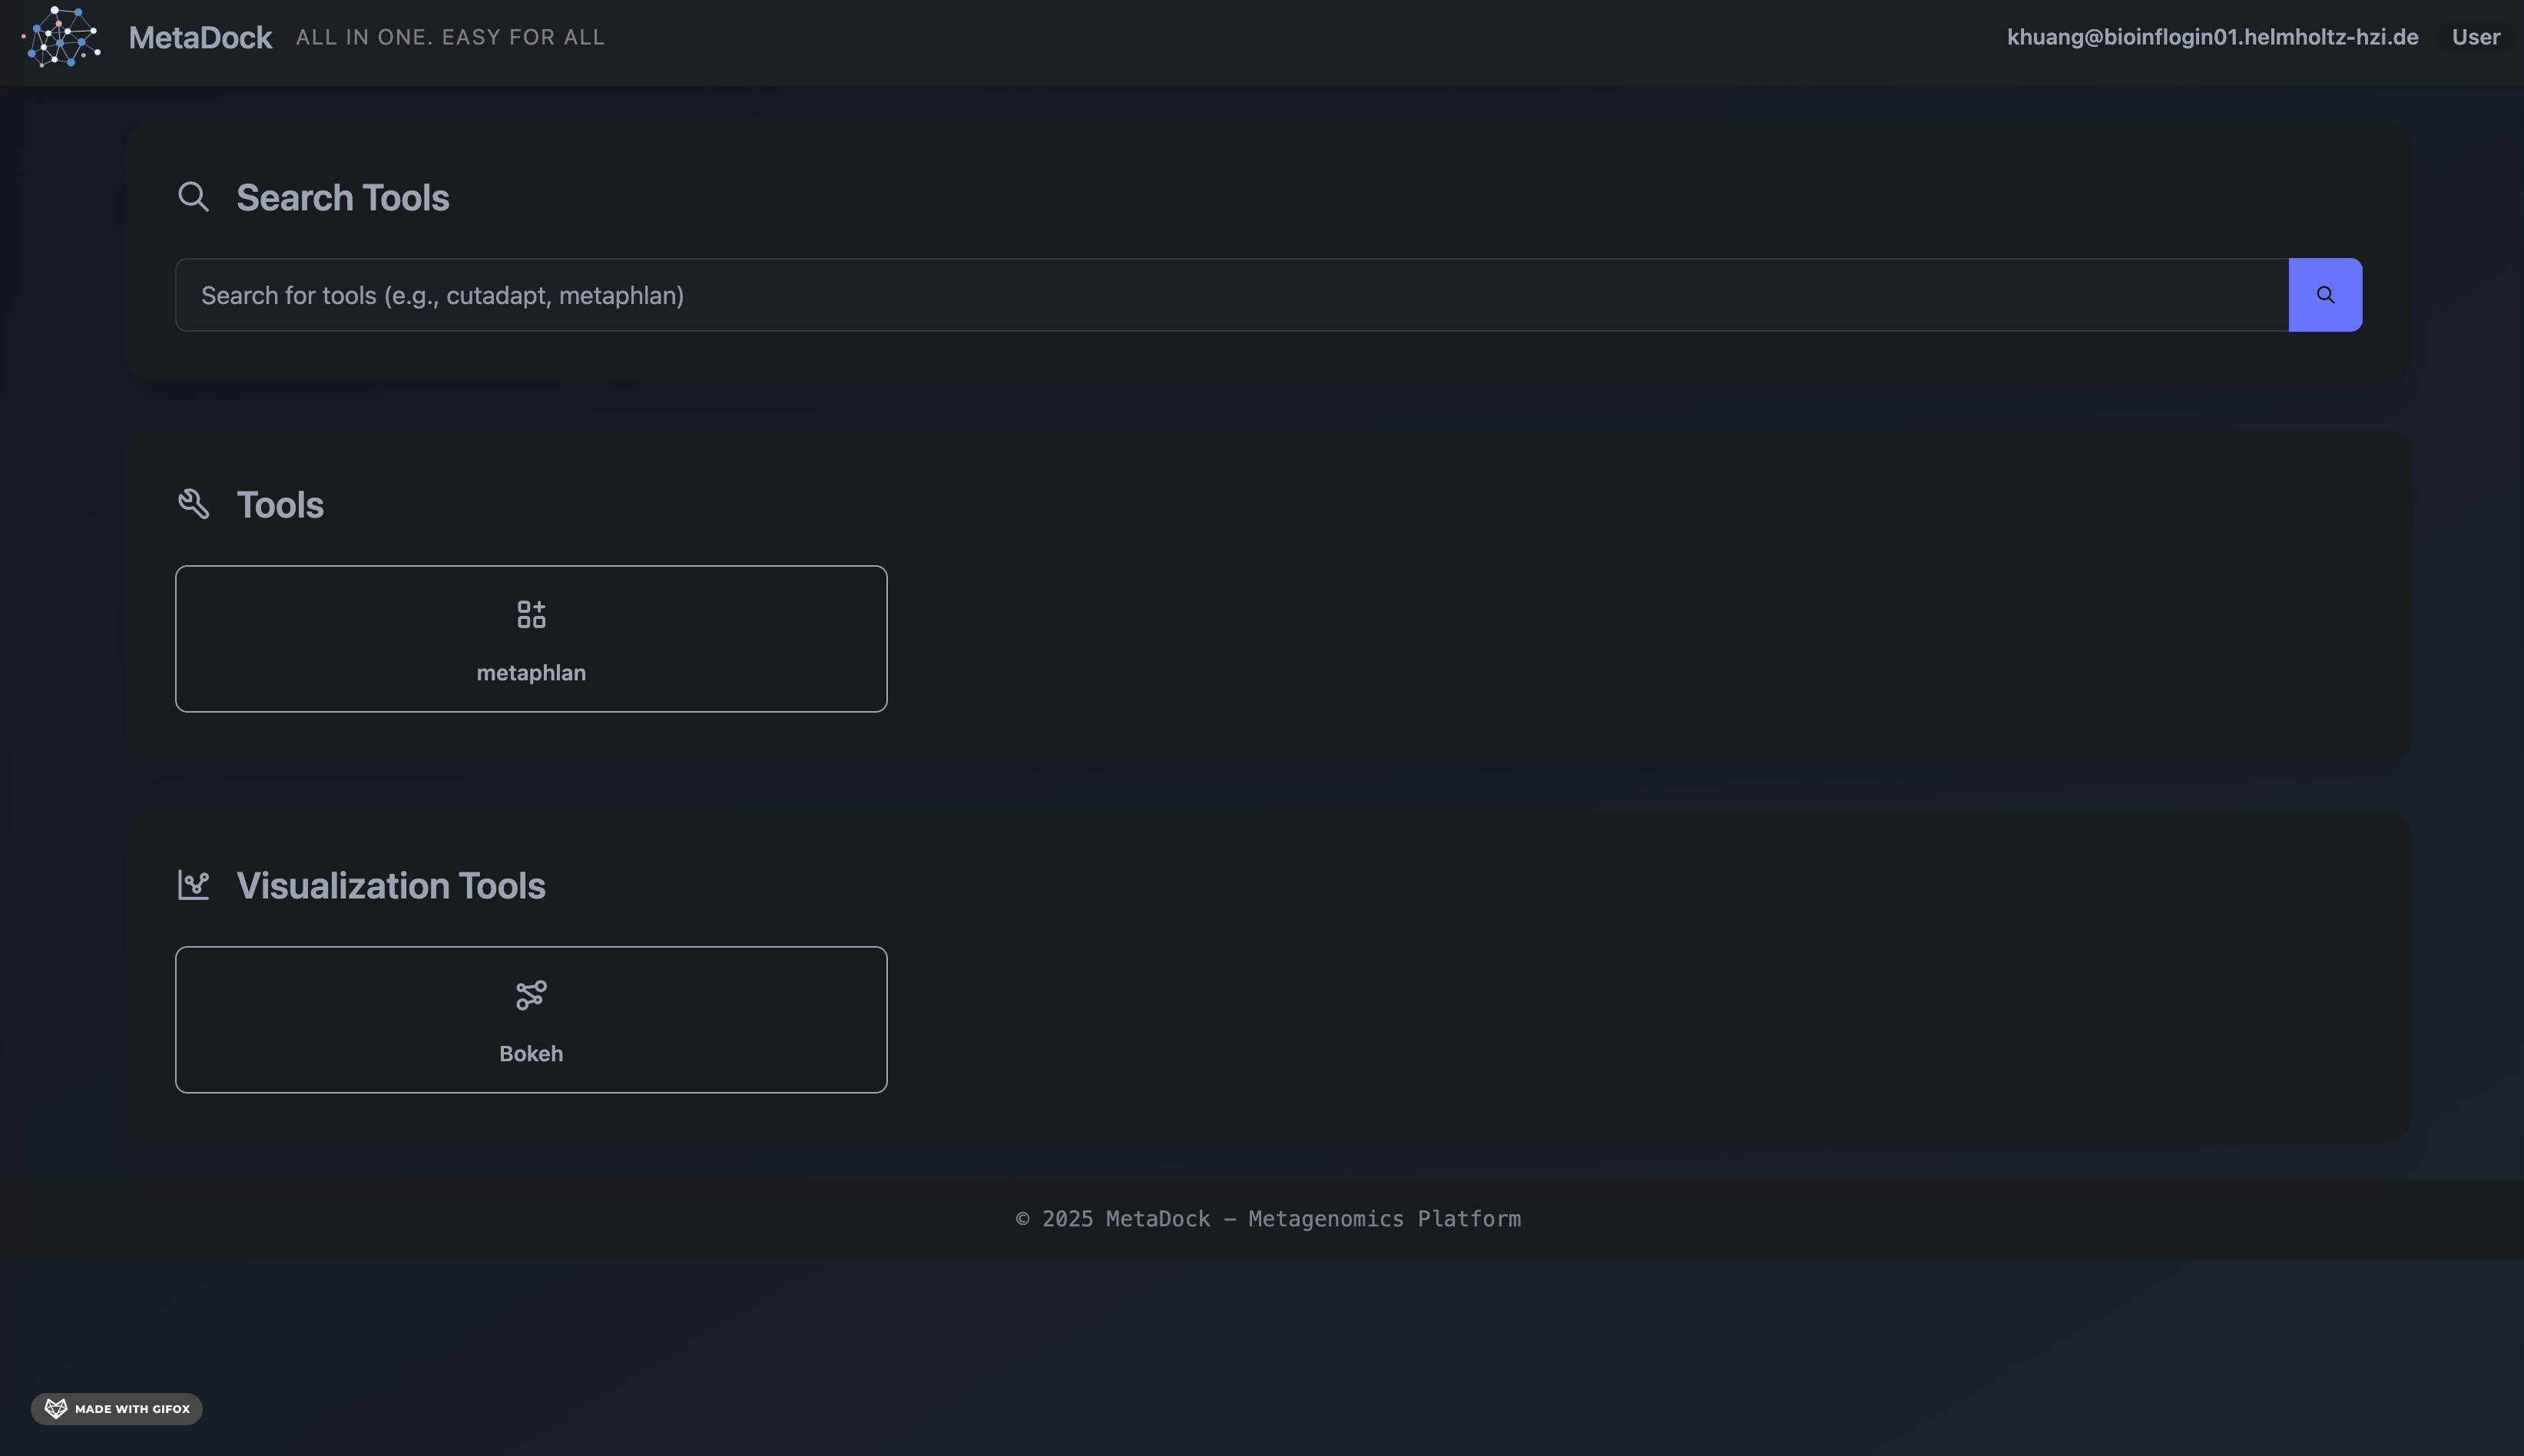 MetaDock ALL IN ONE. EASY FOR ALL khuang@bioinflogin01.helmholtz-hzi.de User
Search Tools
Search for tools (e.g., cutadapt, metaphlan)
Tools
metaphlan
Visualization Tools
Bokeh
© 2025 MetaDock — Metagenomics Platform
MADE WITH GIFOX